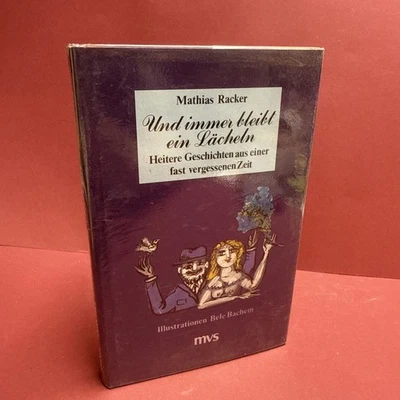 Mathias Racker
Und immer bleibt
ein Lächeln
Heitere Geschichten aus einer
fast vergessenen Zeit
Illustrationen Bele Bachem
mvs